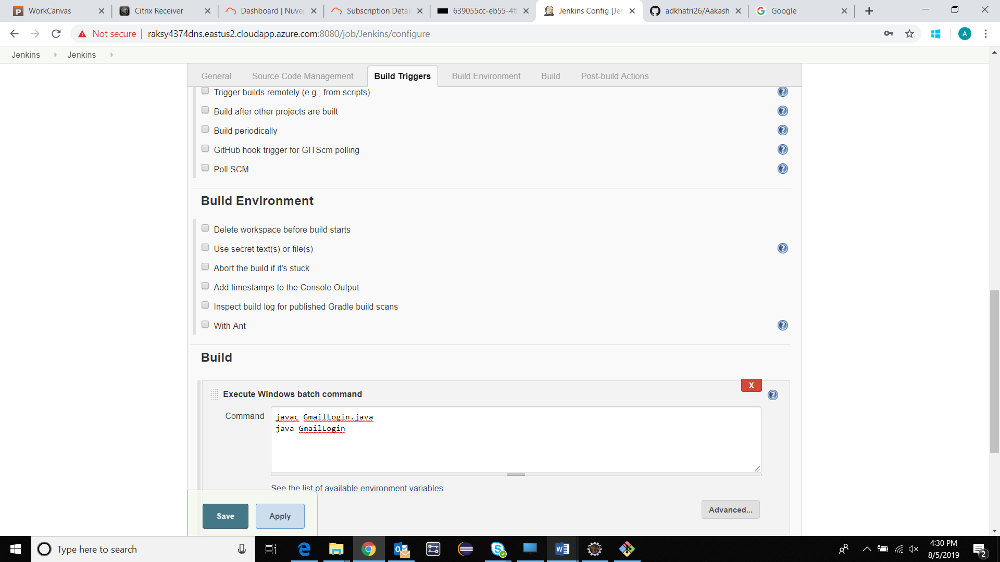 WorkCanvas
Citrix Receiver
Dashboard | Nuvep
Subscription Detail
639055cc-eb55-4f
Jenkins Config [Jen
adkhatri26/Aakash
Google
Not secure | raksy4374dns.eastus2.cloudapp.azure.com:8080/job/Jenkins/configure
A
Jenkins
Jenkins
General
Source Code Management
Build Triggers
Build Environment
Build
Post-build Actions
Trigger builds remotely (e.g., from scripts)
Build after other projects are built
Build periodically
GitHub hook trigger for GITScm polling
Poll SCM
Build Environment
Delete workspace before build starts
Use secret text(s) or file(s)
Abort the build if it's stuck
Add timestamps to the Console Output
Inspect build log for published Gradle build scans
With Ant
Build
X
Execute Windows batch command
Command
javac GmailLogin.java
java GmailLogin
See the list of available environment variables
Advanced...
Save
Apply
Type here to search
4:30 PM
8/5/2019
2